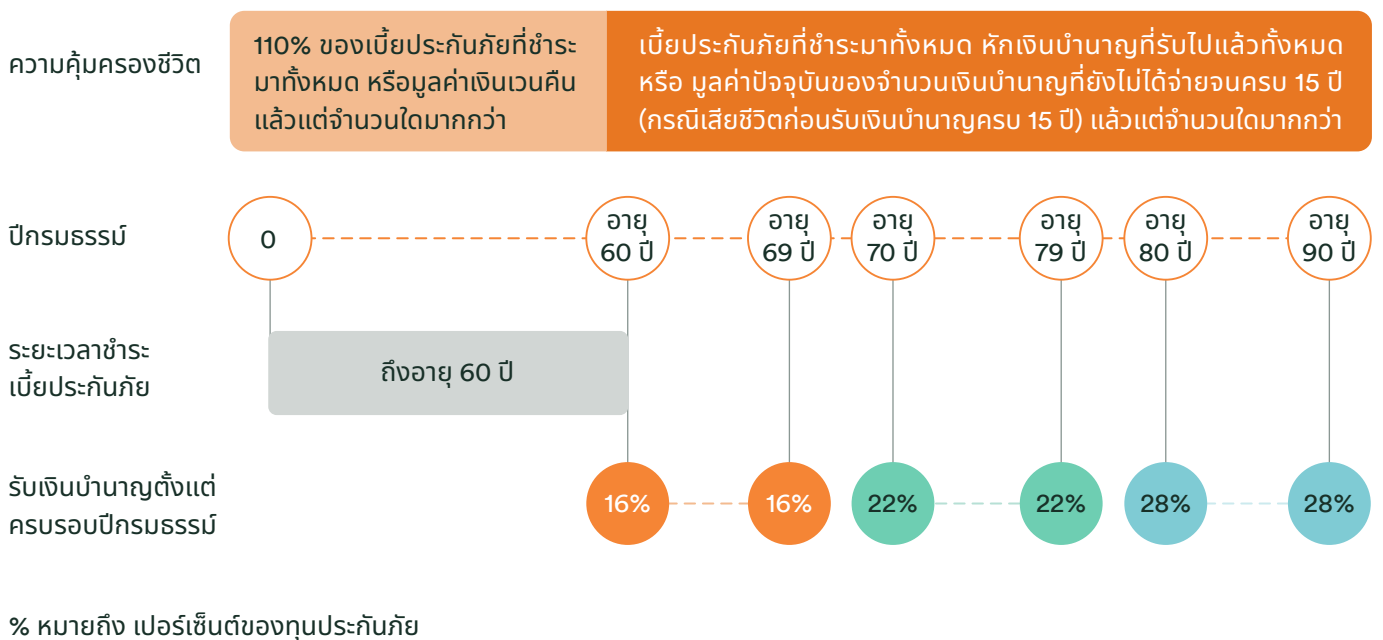 ความคุ้มครองชีวิต
110% ของเบี้ยประกันภัยที่ชำระ
มาทั้งหมด หรือมูลค่าเงินเวนคืน
แล้วแต่จำนวนใดมากกว่า
เบี้ยประกันภัยที่ชำระมาทั้งหมด หักเงินบำนาญที่รับไปแล้วทั้งหมด
หรือ มูลค่าปัจจุบันของจำนวนเงินบำนาญที่ยังไม่ได้จ่ายจนครบ 15 ปี
(กรณีเสียชีวิตก่อนรับเงินบำนาญครบ 15 ปี) แล้วแต่จำนวนใดมากกว่า
ปีกรมธรรม์
0
อายุ
60 ปี
อายุ
69 ปี
อายุ
70 ปี
อายุ
79 ปี
อายุ
80 ปี
อายุ
90 ปี
ระยะเวลาชำระ
เบี้ยประกันภัย
ถึงอายุ 60 ปี
รับเงินบำนาญตั้งแต่
ครบรอบปีกรมธรรม์
16%
16%
22%
22%
28%
28%
% หมายถึง เปอร์เซ็นต์ของทุนประกันภัย